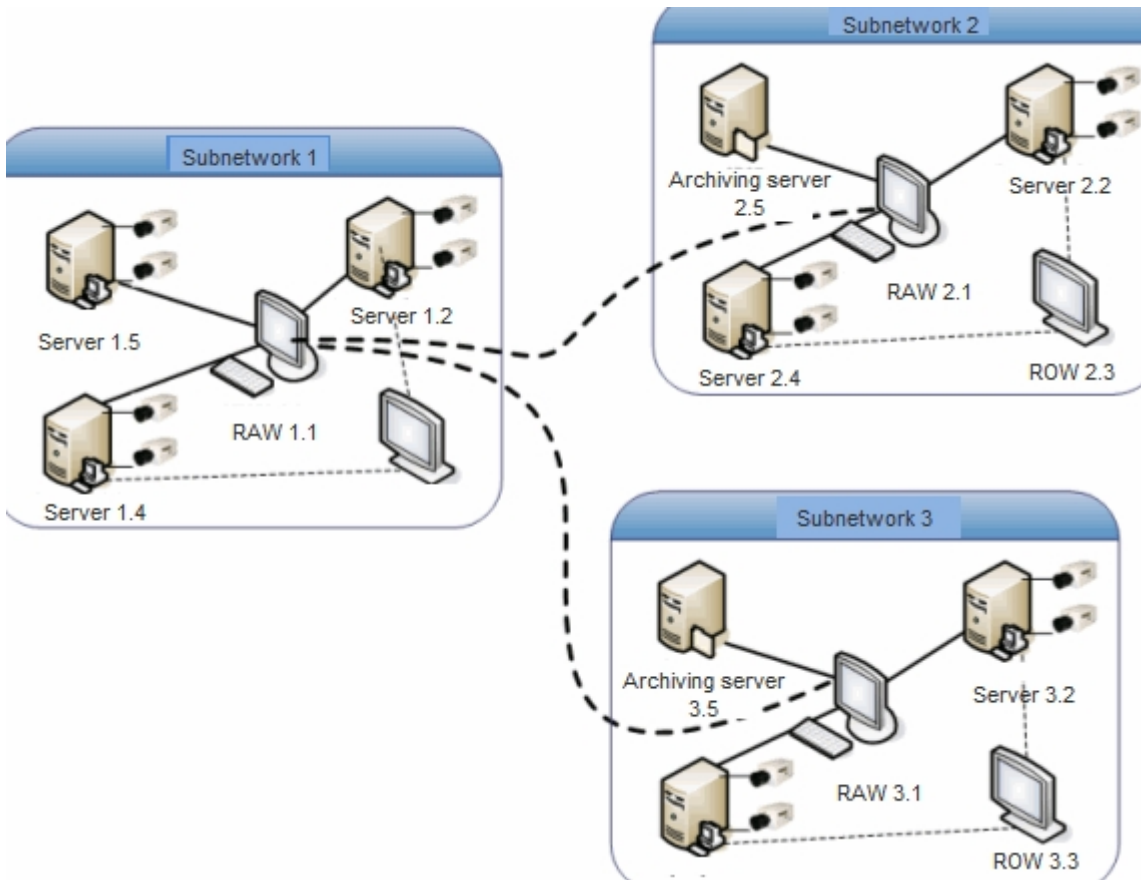 Subnetwork 2
Archiving server
2.5
Server 2.2
RAW 2.1
Server 2.4
ROW 2.3
Subnetwork 1
Server 1.5
Server 1.2
RAW 1.1
Server 1.4
Subnetwork 3
Archiving server
3.5
Server 3.2
RAW 3.1
ROW 3.3